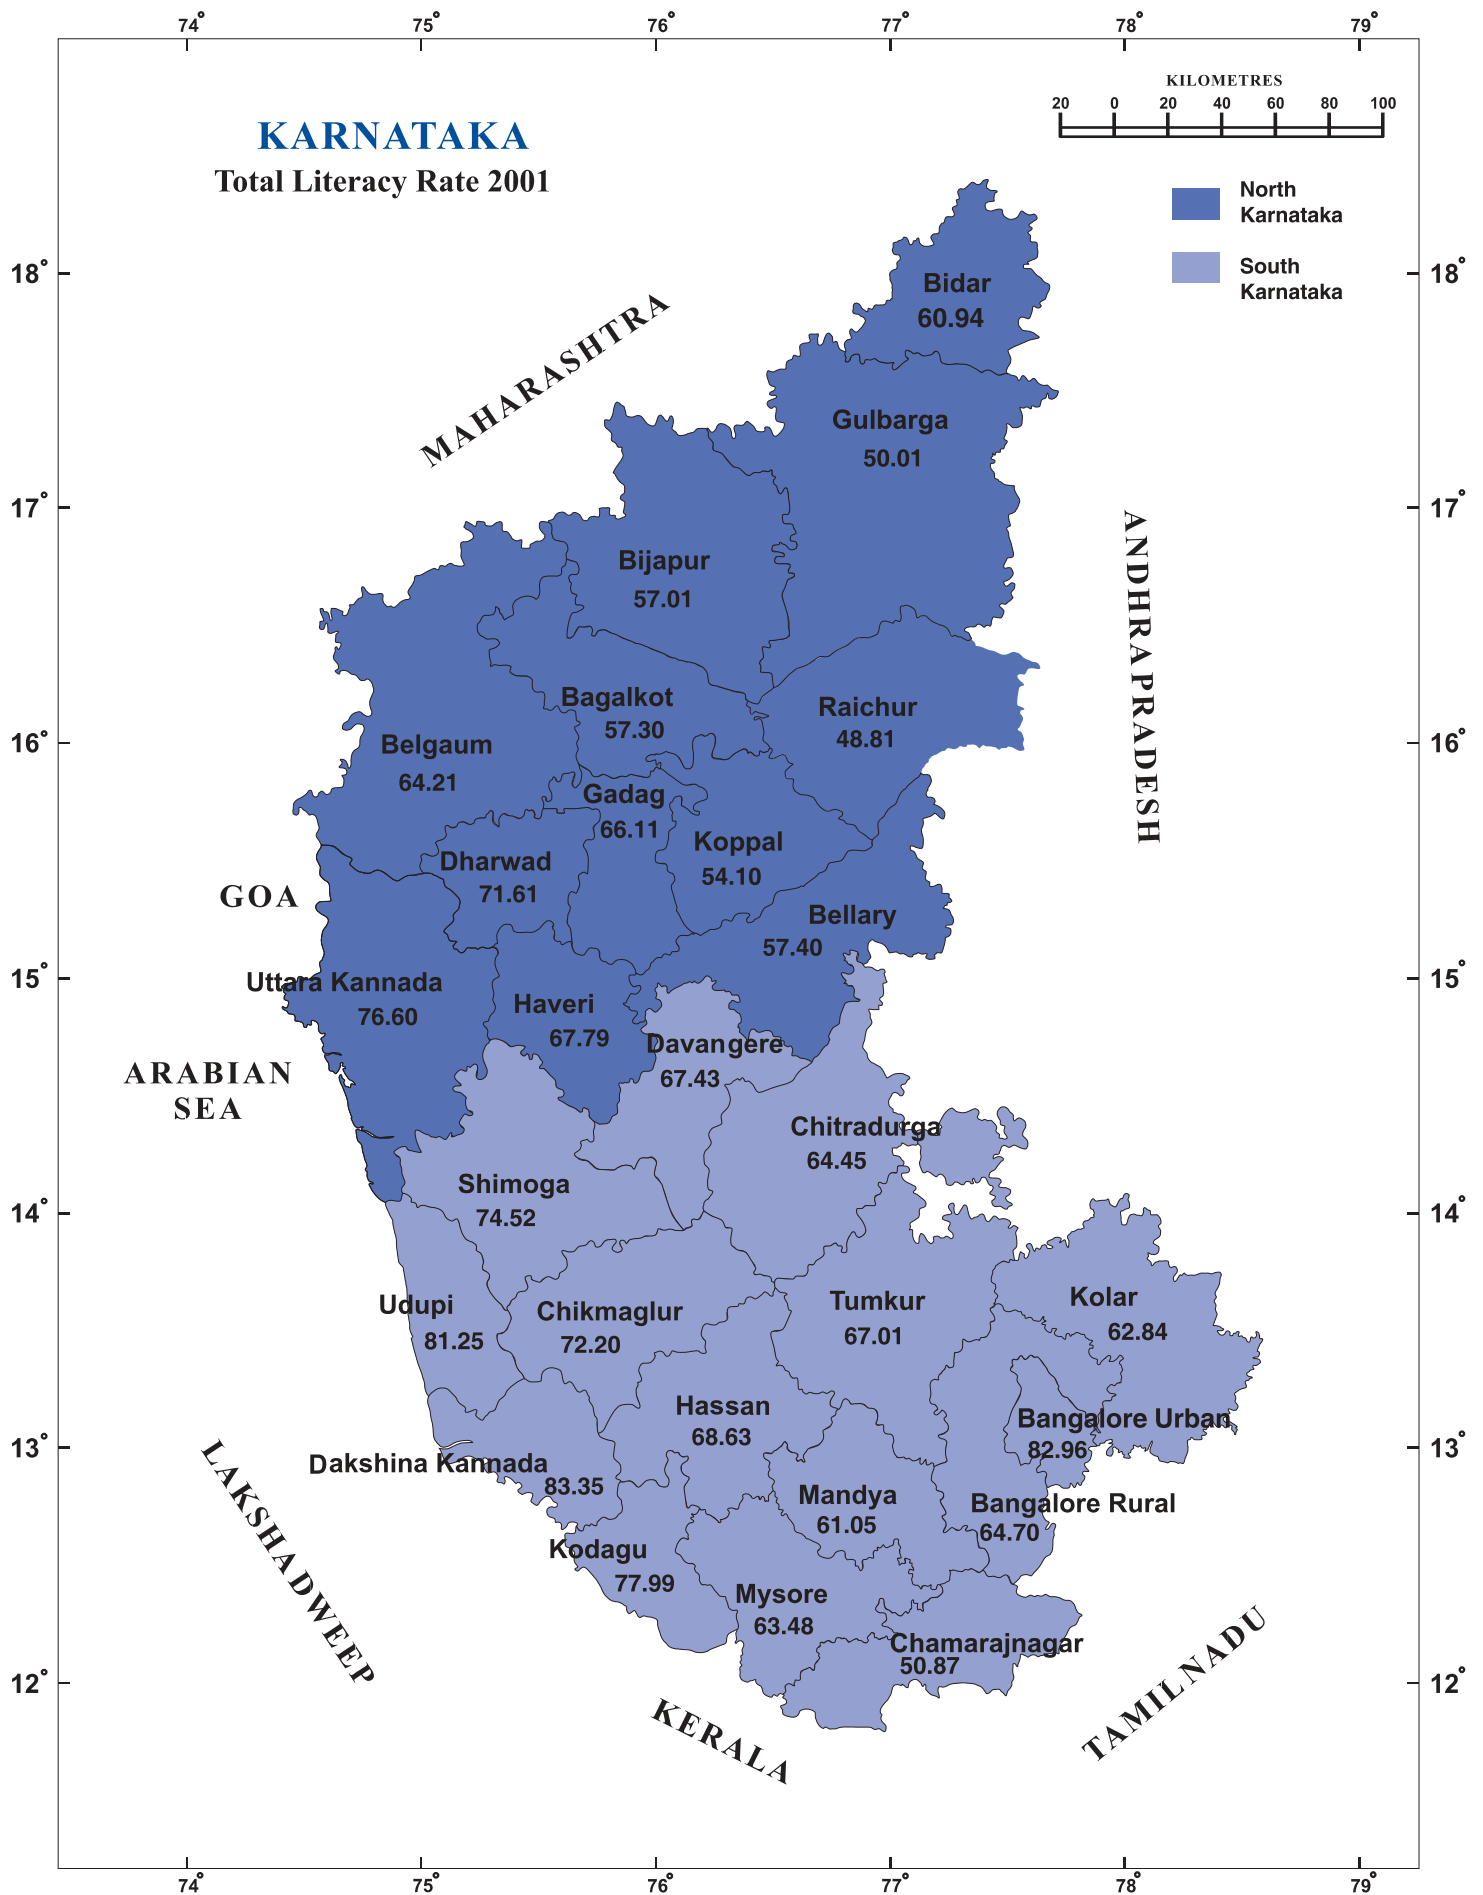 74° 75° 76° 77° 78° 79°
KILOMETRES
20 0 20 40 60 80 100
KARNATAKA
Total Literacy Rate 2001
North
Karnataka
South
Karnataka
18° 18°
17° 17°
16° 16°
15° 15°
14° 14°
13° 13°
12° 12°
MAHARASHTRA
ANDHRA PRADESH
GOA
ARABIAN
SEA
LAKSHADWEEP
KERALA
TAMIL NADU
Bidar
60.94
Gulbarga
50.01
Bijapur
57.01
Bagalkot
57.30
Raichur
48.81
Belgaum
64.21
Gadag
66.11
Koppal
54.10
Dharwad
71.61
Bellary
57.40
Uttara Kannada
76.60
Haveri
67.79
Davangere
67.43
Chitradurga
64.45
Shimoga
74.52
Udupi
81.25
Chikmaglur
72.20
Tumkur
67.01
Kolar
62.84
Hassan
68.63
Bangalore Urban
82.96
Dakshina Kannada
83.35
Mandya
61.05
Bangalore Rural
64.70
Kodagu
77.99
Mysore
63.48
Chamarajnagar
50.87
74° 75° 76° 77° 78° 79°